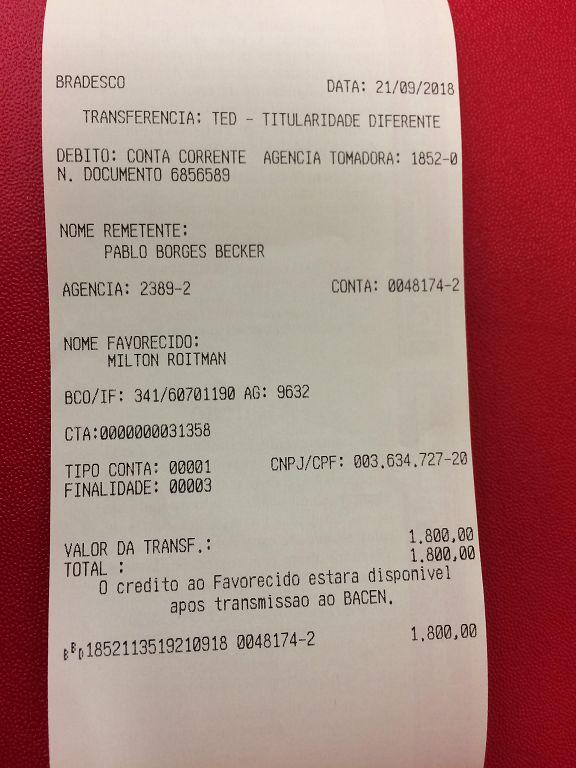 BRADESCO DATA: 21/09/2018
TRANSFERENCIA: TED - TITULARIDADE DIFERENTE
DEBITO: CONTA CORRENTE AGENCIA TOMADORA: 1852-0
N. DOCUMENTO 6856589
NOME REMETENTE:
PABLO BORGES BECKER
AGENCIA: 2389-2 CONTA: 0048174-2
NOME FAVORECIDO:
MILTON ROITMAN
BCO/IF: 341/60701190 AG: 9632
CTA:0000000031358
TIPO CONTA: 00001 CNPJ/CPF: 003.634.727-20
FINALIDADE: 00003
VALOR DA TRANSF.: 1.800,00
TOTAL : 1.800,00
O credito ao Favorecido estara disponivel
apos transmissao ao BACEN.
BBD1852113519210918 0048174-2 1.800,00